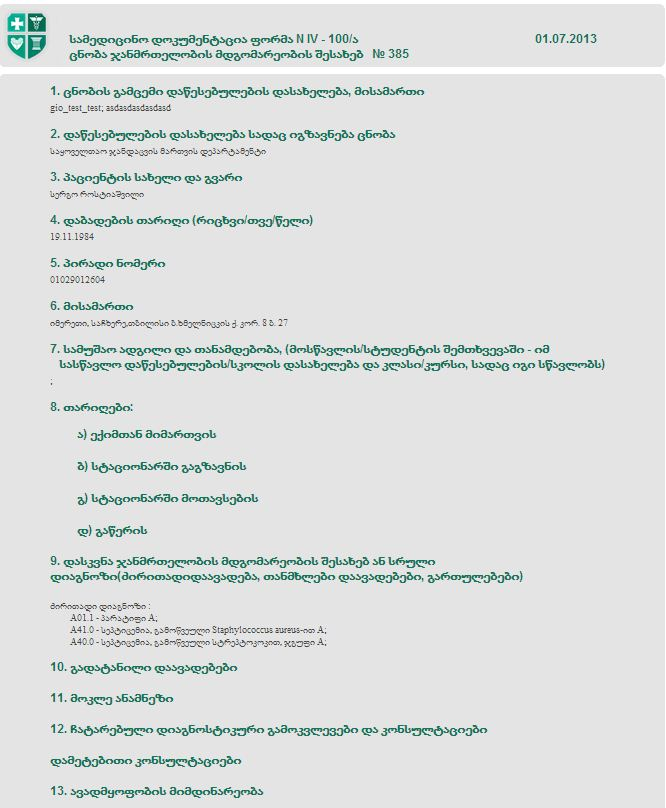 სამედიცინო დოკუმენტაცია ფორმა N IV - 100/ა
01.07.2013
ცნობა ჯანმრთელობის მდგომარეობის შესახებ № 385
1. ცნობის გამცემი დაწესებულების დასახელება, მისამართი
gio_test_test; asdasdasdasdasd
2. დაწესებულების დასახელება სადაც იგზავნება ცნობა
საყოველთაო ჯანდაცვის მართვის დეპარტამენტი
3. პაციენტის სახელი და გვარი
სერგო როსტიაშვილი
4. დაბადების თარიღი (რიცხვი/თვე/წელი)
19.11.1984
5. პირადი ნომერი
01029012604
6. მისამართი
იმერეთი, საჩხერე,თბილისი ბ.ხმელნიცკის ქ. კორ. 8 ბ. 27
7. სამუშაო ადგილი და თანამდებობა, (მოსწავლის/სტუდენტის შემთხვევაში - იმ
სასწავლო დაწესებულების/სკოლის დასახელება და კლასი/კურსი, სადაც იგი სწავლობს)
;
8. თარიღები:
ა) ექიმთან მიმართვის
ბ) სტაციონარში გაგზავნის
გ) სტაციონარში მოთავსების
დ) გაწერის
9. დასკვნა ჯანმრთელობის მდგომარეობის შესახებ ან სრული
დიაგნოზი(ძირითადიდაავადება, თანმხლები დაავადებები, გართულებები)
ძირითადი დიაგნოზი :
A01.1 - პარატიფი A;
A41.0 - სეპტიცემია, გამოწვეული Staphylococcus aureus-ით A;
A40.0 - სეპტიცემია, გამოწვეული სტრეპტოკოკით, ჯგუფი A;
10. გადატანილი დაავადებები
11. მოკლე ანამნეზი
12. ჩატარებული დიაგნოსტიკური გამოკვლევები და კონსულტაციები
დამეტებითი კონსულტაციები
13. ავადმყოფობის მიმდინარეობა